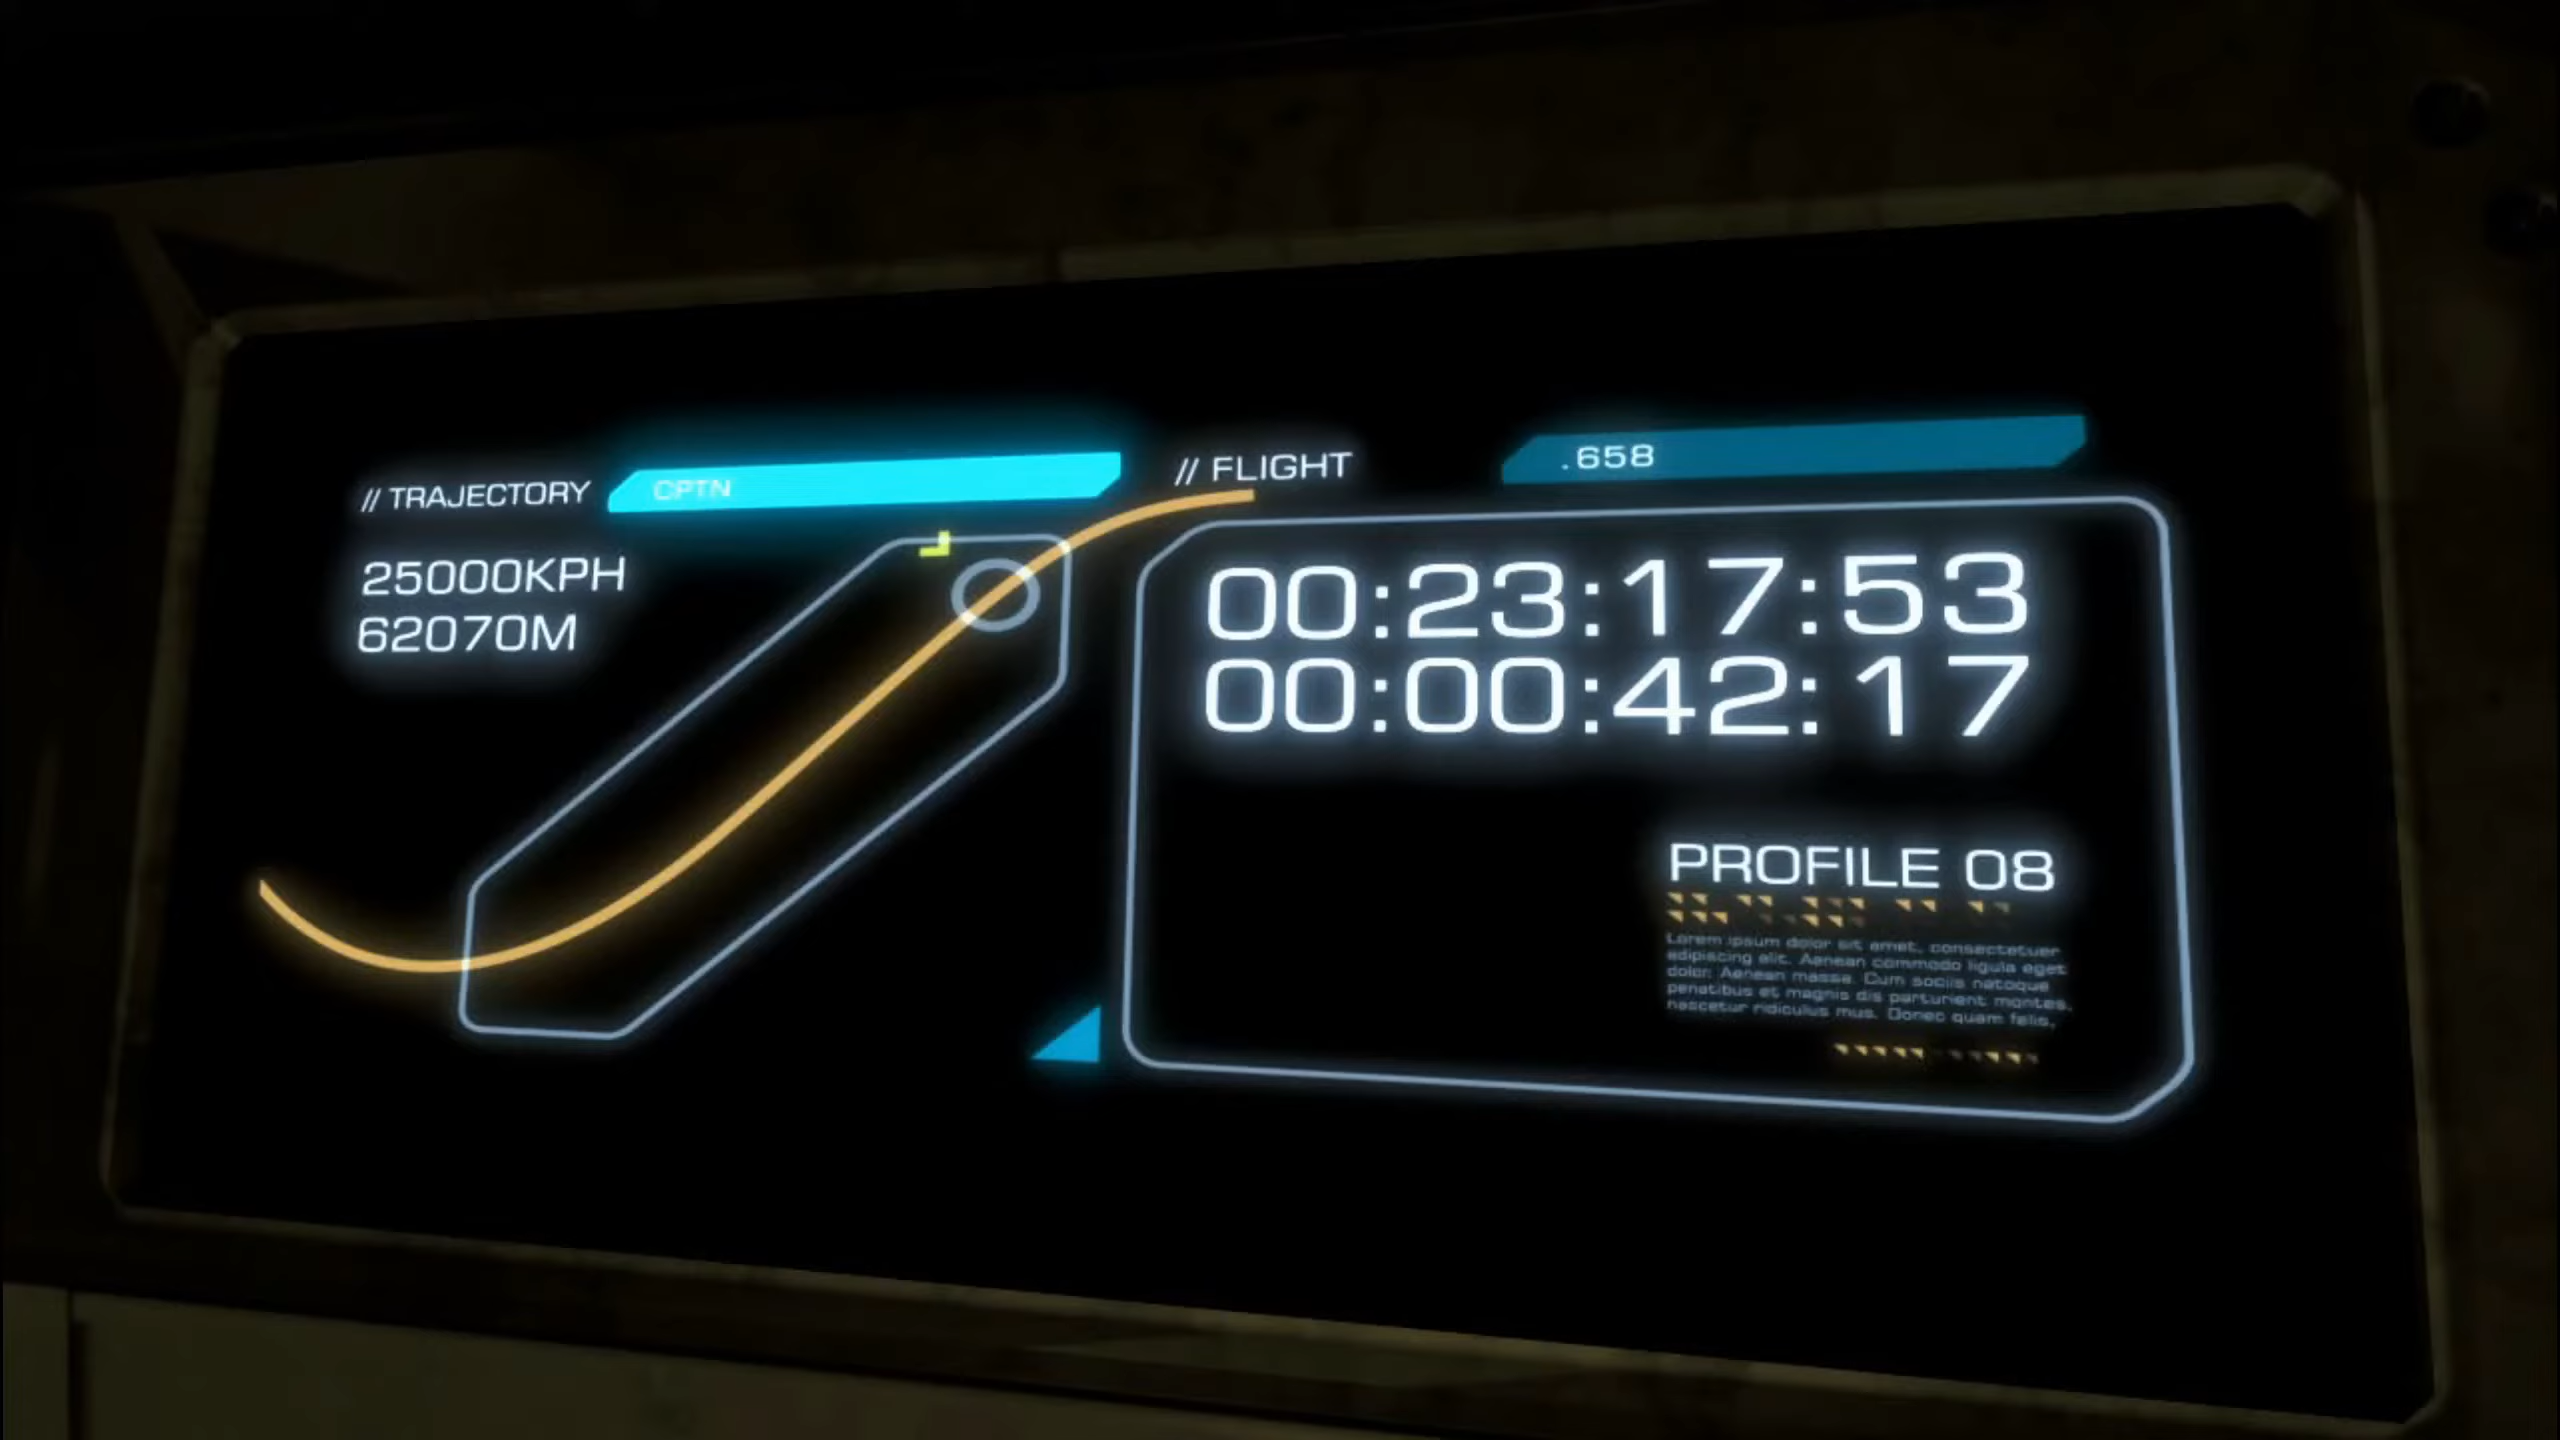 // TRAJECTORY
CPTN
25000KPH
62070M
// FLIGHT
.658
00:23:17:53
00:00:42:17
PROFILE 08
Lorem ipsum dolor sit amet, consectetuer
adipiscing elit. Aenean commodo ligula eget
dolor. Aenean massa. Cum sociis natoque
penatibus et magnis dis parturient montes,
nascetur ridiculus mus. Donec quam felis,